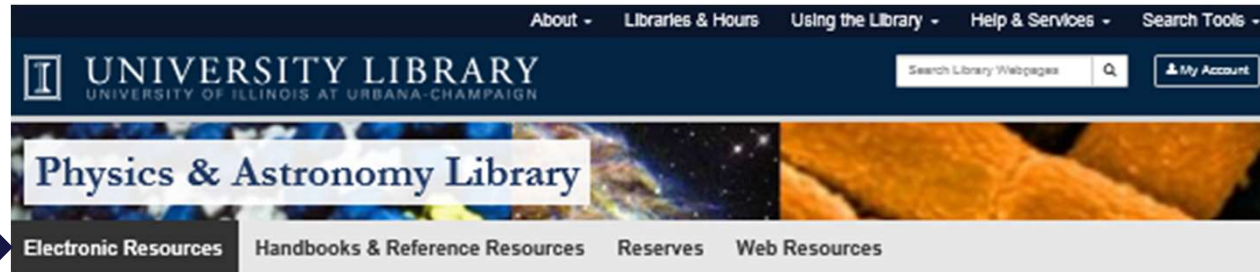 About
Libraries & Hours
Using the Library
Help & Services
Search Tools
I
UNIVERSITY LIBRARY
UNIVERSITY OF ILLINOIS AT URBANA-CHAMPAIGN
Search Library Webpages
My Account
Physics & Astronomy Library
Electronic Resources
Handbooks & Reference Resources
Reserves
Web Resources